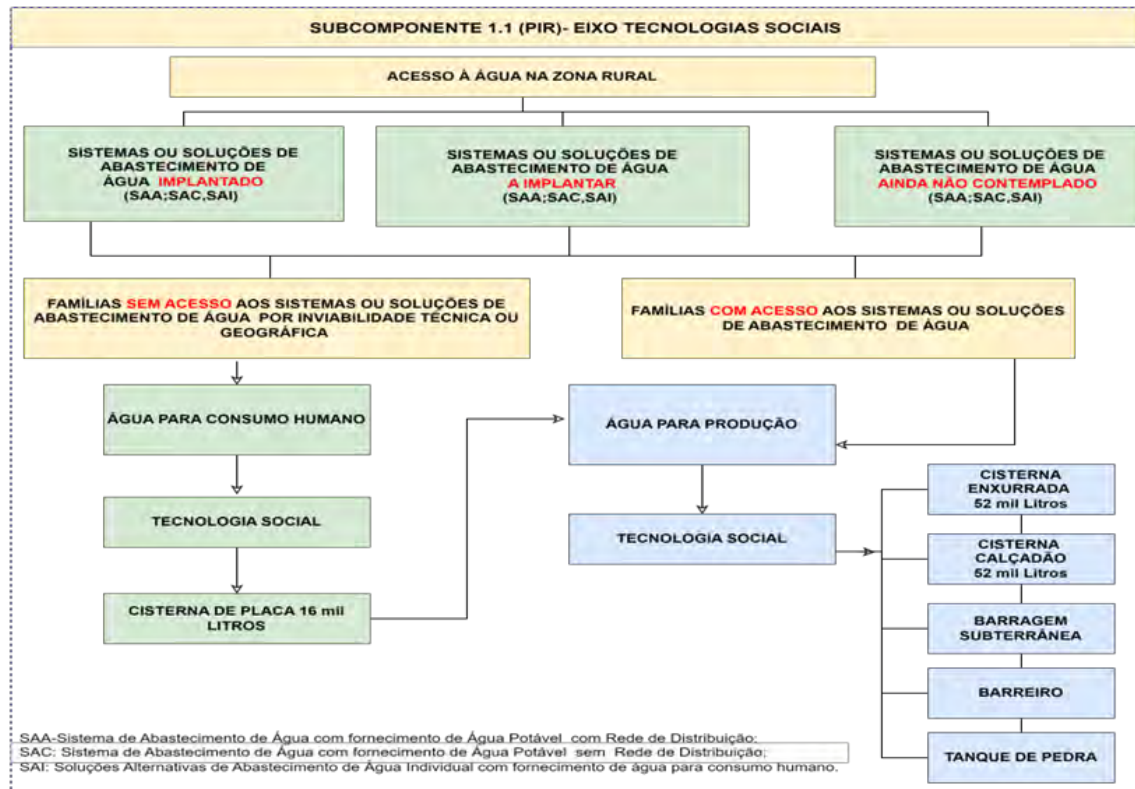 SUBCOMPONENTE 1.1 (PIR)- EIXO TECNOLOGIAS SOCIAIS
ACESSO À ÁGUA NA ZONA RURAL
SISTEMAS OU SOLUÇÕES DE
ABASTECIMENTO DE
ÁGUA IMPLANTADO
(SAA;SAC,SAI)
SISTEMAS OU SOLUÇÕES DE
ABASTECIMENTO DE ÁGUA
A IMPLANTAR
(SAA;SAC,SAI)
SISTEMAS OU SOLUÇÕES DE
ABASTECIMENTO DE ÁGUA
AINDA NÃO CONTEMPLADO
(SAA;SAC,SAI)
FAMÍLIAS SEM ACESSO AOS SISTEMAS OU SOLUÇÕES DE
ABASTECIMENTO DE ÁGUA POR INVIABILIDADE TÉCNICA OU
GEOGRÁFICA
FAMÍLIAS COM ACESSO AOS SISTEMAS OU SOLUÇÕES
DE ABASTECIMENTO DE ÁGUA
ÁGUA PARA CONSUMO HUMANO
TECNOLOGIA SOCIAL
CISTERNA DE PLACA 16 mil
LITROS
ÁGUA PARA PRODUÇÃO
TECNOLOGIA SOCIAL
CISTERNA
ENXURRADA
52 mil Litros
CISTERNA
CALÇADÃO
52 mil Litros
BARRAGEM
SUBTERRÂNEA
BARREIRO
TANQUE DE PEDRA
SAA-Sistema de Abastecimento de Água com fornecimento de Água Potável com Rede de Distribuição;
SAC: Sistema de Abastecimento de Água com fornecimento de Água Potável sem Rede de Distribuição;
SAI: Soluções Alternativas de Abastecimento de Água Individual com fornecimento de água para consumo humano.